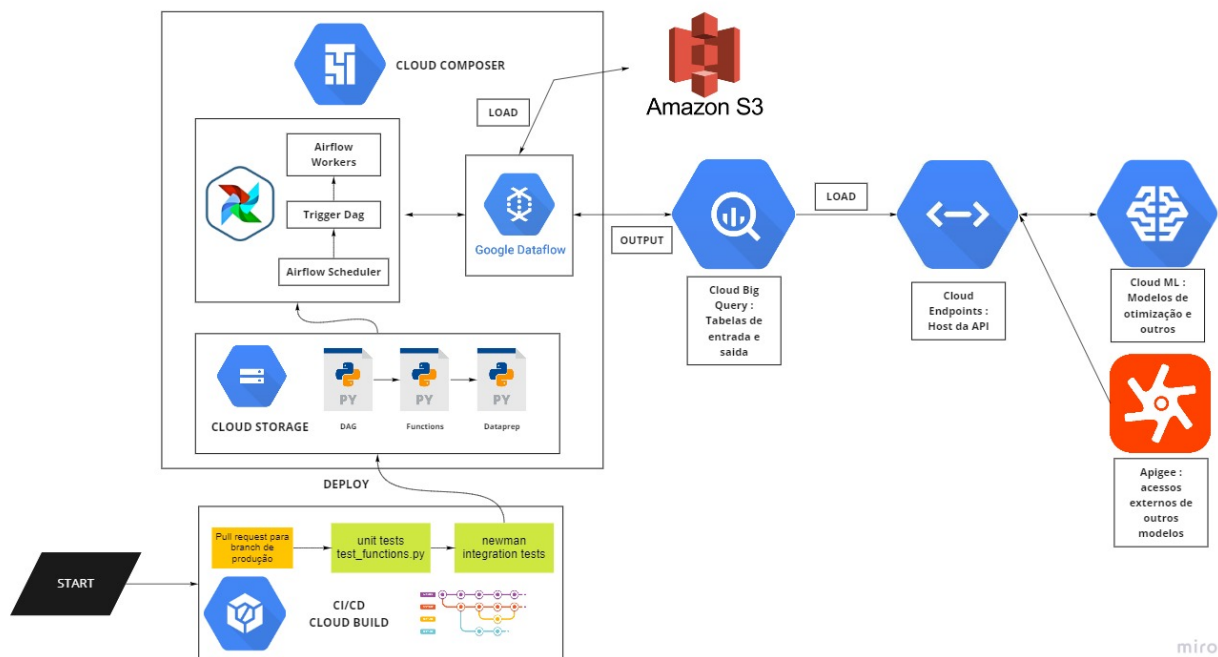 CLOUD COMPOSER
Amazon S3
LOAD
Airflow
Workers
Trigger Dag
Airflow Scheduler
Google Dataflow
OUTPUT
LOAD
Cloud Big
Query :
Tabelas de
entrada e
saida
Cloud
Endpoints :
Host da API
Cloud ML :
Modelos de
otimização e
outros
Apigee :
acessos
externos de
outros
modelos
CLOUD STORAGE
PY
PY
PY
DAG
Functions
Dataprep
DEPLOY
START
Pull request para
branch de
produção
unit tests
test_functions.py
newman
integration tests
CI/CD
CLOUD BUILD
miro